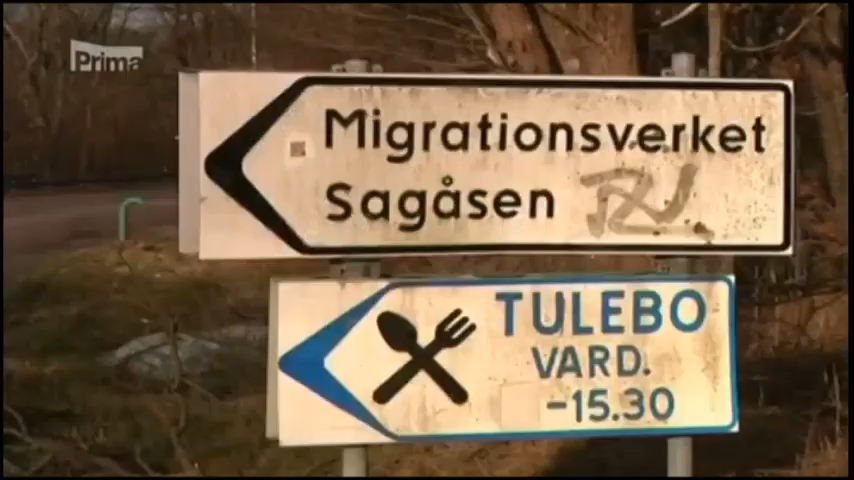 Prima
Migrationsverket
Sagåsen
TULEBO
VARD.
-15.30